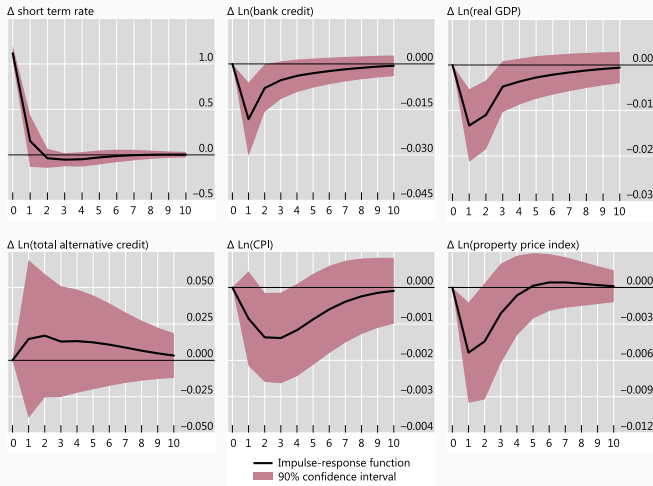 Δ short term rate
1.0
0.5
0.0
−0.5
0 1 2 3 4 5 6 7 8 9 10
Δ Ln(bank credit)
0.000
−0.015
−0.030
−0.045
0 1 2 3 4 5 6 7 8 9 10
Δ Ln(real GDP)
0.00
−0.01
−0.02
−0.03
0 1 2 3 4 5 6 7 8 9 10
Δ Ln(total alternative credit)
0.050
0.025
0.000
−0.025
−0.050
0 1 2 3 4 5 6 7 8 9 10
Δ Ln(CPI)
0.000
−0.001
−0.002
−0.003
−0.004
0 1 2 3 4 5 6 7 8 9 10
Δ Ln(property price index)
0.000
−0.003
−0.006
−0.009
−0.012
0 1 2 3 4 5 6 7 8 9 10
Impulse-response function
90% confidence interval